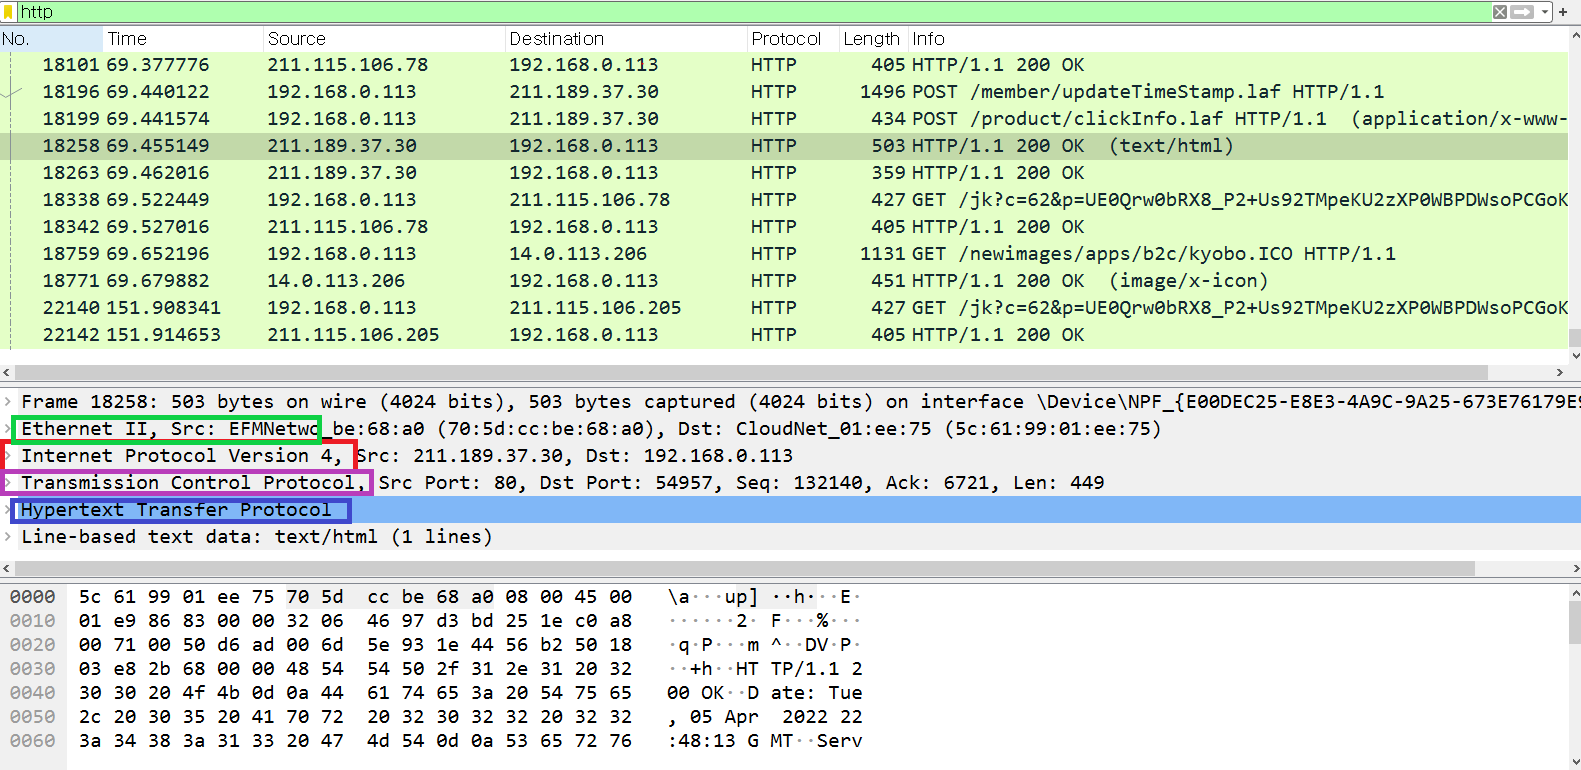 http
No. Time Source Destination Protocol Length Info
18101 69.377776 211.115.106.78 192.168.0.113 HTTP 405 HTTP/1.1 200 OK
18196 69.440122 192.168.0.113 211.189.37.30 HTTP 1496 POST /member/updateTimeStamp.laf HTTP/1.1
18199 69.441574 192.168.0.113 211.189.37.30 HTTP 434 POST /product/clickInfo.laf HTTP/1.1  (application/x-www-
18258 69.455149 211.189.37.30 192.168.0.113 HTTP 503 HTTP/1.1 200 OK  (text/html)
18263 69.462016 211.189.37.30 192.168.0.113 HTTP 359 HTTP/1.1 200 OK
18338 69.522449 192.168.0.113 211.115.106.78 HTTP 427 GET /jk?c=62&p=UE0Qrw0bRX8_P2+Us92TMpeKU2zXP0WBPDWsoPCGoK
18342 69.527016 211.115.106.78 192.168.0.113 HTTP 405 HTTP/1.1 200 OK
18759 69.652196 192.168.0.113 14.0.113.206 HTTP 1131 GET /newimages/apps/b2c/kyobo.ICO HTTP/1.1
18771 69.679882 14.0.113.206 192.168.0.113 HTTP 451 HTTP/1.1 200 OK  (image/x-icon)
22140 151.908341 192.168.0.113 211.115.106.205 HTTP 427 GET /jk?c=62&p=UE0Qrw0bRX8_P2+Us92TMpeKU2zXP0WBPDWsoPCGoK
22142 151.914653 211.115.106.205 192.168.0.113 HTTP 405 HTTP/1.1 200 OK
Frame 18258: 503 bytes on wire (4024 bits), 503 bytes captured (4024 bits) on interface \Device\NPF_{E00DEC25-E8E3-4A9C-9A25-673E76179E9
Ethernet II, Src: EFMNetwo_be:68:a0 (70:5d:cc:be:68:a0), Dst: CloudNet_01:ee:75 (5c:61:99:01:ee:75)
Internet Protocol Version 4, Src: 211.189.37.30, Dst: 192.168.0.113
Transmission Control Protocol, Src Port: 80, Dst Port: 54957, Seq: 132140, Ack: 6721, Len: 449
Hypertext Transfer Protocol
Line-based text data: text/html (1 lines)
0000 5c 61 99 01 ee 75 70 5d cc be 68 a0 08 00 45 00 \a···up] ··h···E·
0010 01 e9 86 83 00 00 32 06 46 97 d3 bd 25 1e c0 a8 ······2· F···%···
0020 00 71 00 50 d6 ad 00 6d 5e 93 1e 44 56 b2 50 18 ·q·P···m ^··DV·P·
0030 03 e8 2b 68 00 00 48 54 54 50 2f 31 2e 31 20 32 ··+h··HT TP/1.1 2
0040 30 30 20 4f 4b 0d 0a 44 61 74 65 3a 20 54 75 65 00 OK··D ate: Tue
0050 2c 20 30 35 20 41 70 72 20 32 30 32 32 20 32 32 , 05 Apr 2022 22
0060 3a 34 38 3a 31 33 20 47 4d 54 0d 0a 53 65 72 76 :48:13 G MT··Serv